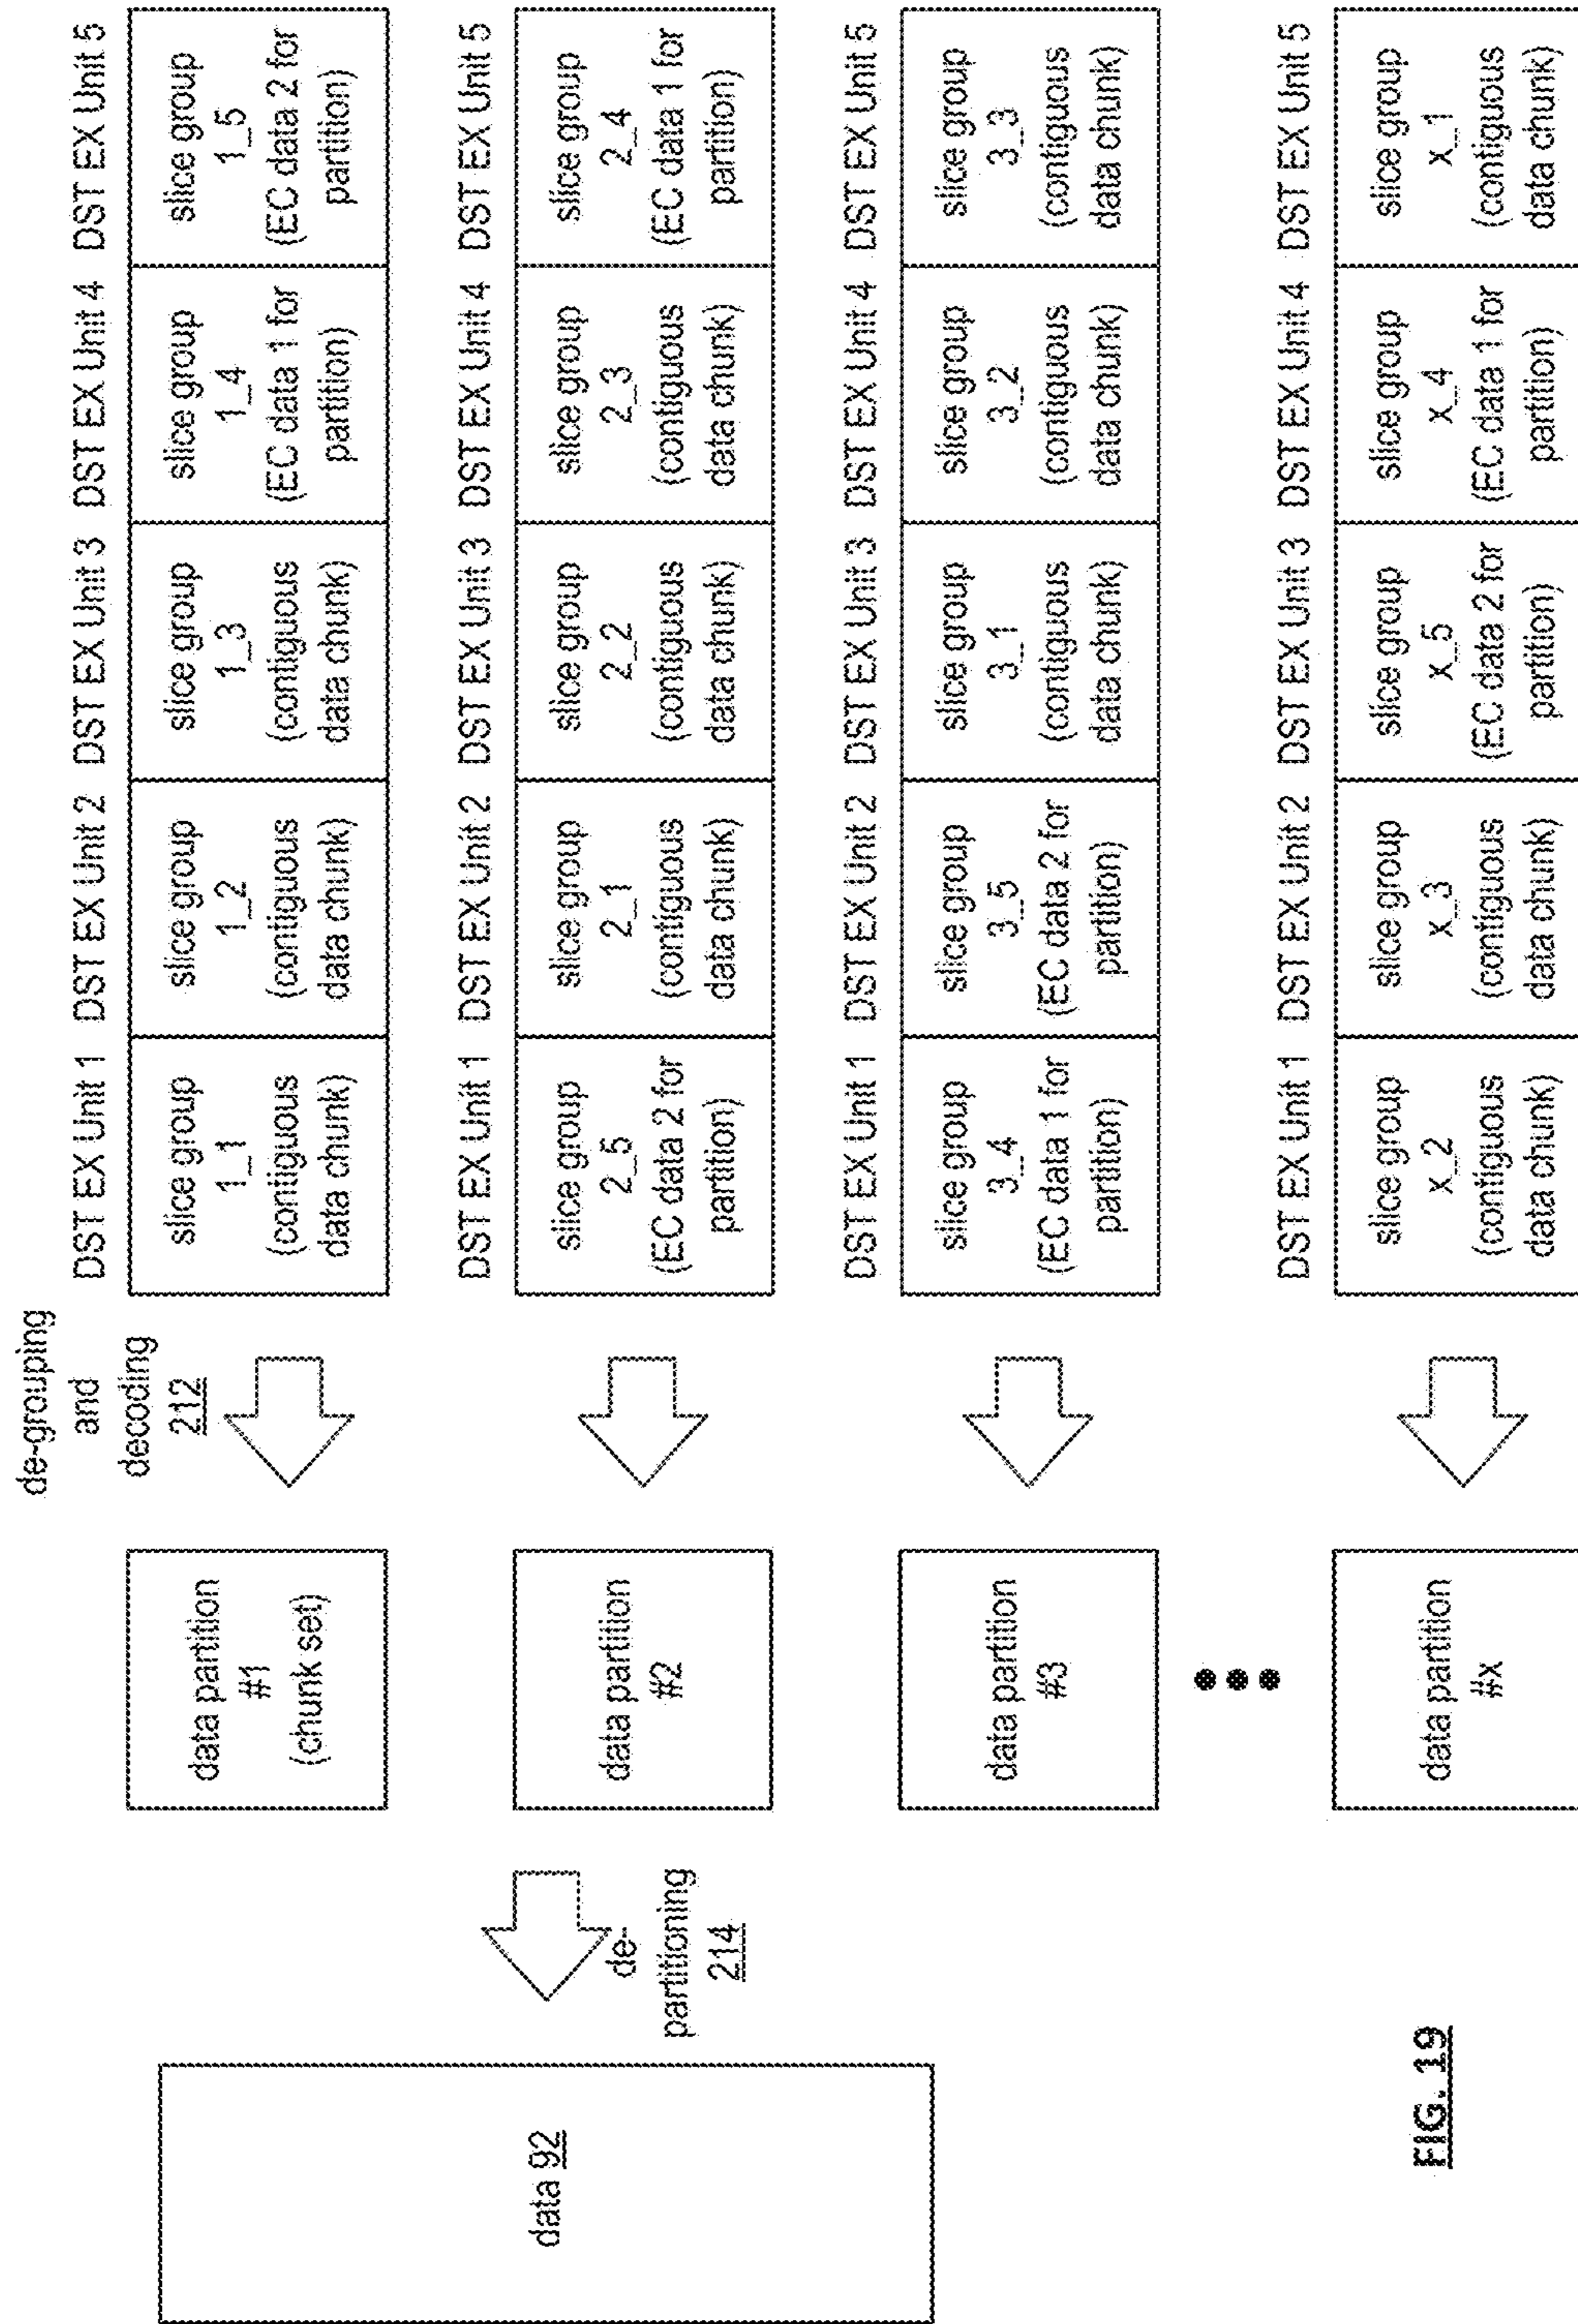 de-grouping
and
decoding
212
DST EX Unit 1 DST EX Unit 2 DST EX Unit 3 DST EX Unit 4 DST EX Unit 5
data partition
#1
(chunk set)
slice group
1_1
(contiguous
data chunk)
slice group
1_2
(contiguous
data chunk)
slice group
1_3
(contiguous
data chunk)
slice group
1_4
(EC data 1 for
partition)
slice group
1_5
(EC data 2 for
partition)
DST EX Unit 1 DST EX Unit 2 DST EX Unit 3 DST EX Unit 4 DST EX Unit 5
data 92
de-
partitioning
214
data partition
#2
slice group
2_5
(EC data 2 for
partition)
slice group
2_1
(contiguous
data chunk)
slice group
2_2
(contiguous
data chunk)
slice group
2_3
(contiguous
data chunk)
slice group
2_4
(EC data 1 for
partition)
DST EX Unit 1 DST EX Unit 2 DST EX Unit 3 DST EX Unit 4 DST EX Unit 5
data partition
#3
slice group
3_4
(EC data 1 for
partition)
slice group
3_5
(EC data 2 for
partition)
slice group
3_1
(contiguous
data chunk)
slice group
3_2
(contiguous
data chunk)
slice group
3_3
(contiguous
data chunk)
DST EX Unit 1 DST EX Unit 2 DST EX Unit 3 DST EX Unit 4 DST EX Unit 5
data partition
#x
slice group
x_2
(contiguous
data chunk)
slice group
x_3
(contiguous
data chunk)
slice group
x_5
(EC data 2 for
partition)
slice group
x_4
(EC data 1 for
partition)
slice group
x_1
(contiguous
data chunk)
FIG. 19